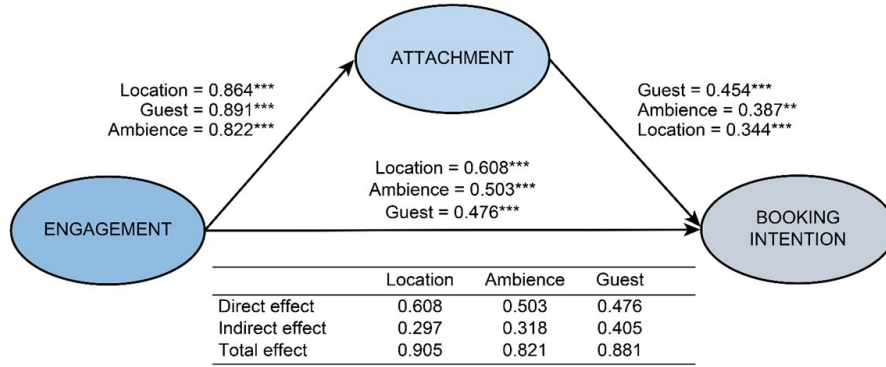 ATTACHMENT
Location = 0.864***
Guest = 0.891***
Ambience = 0.822***
Guest = 0.454***
Ambience = 0.387**
Location = 0.344***
Location = 0.608***
Ambience = 0.503***
Guest = 0.476***
ENGAGEMENT
BOOKING
INTENTION
Location Ambience Guest
Direct effect 0.608 0.503 0.476
Indirect effect 0.297 0.318 0.405
Total effect 0.905 0.821 0.881